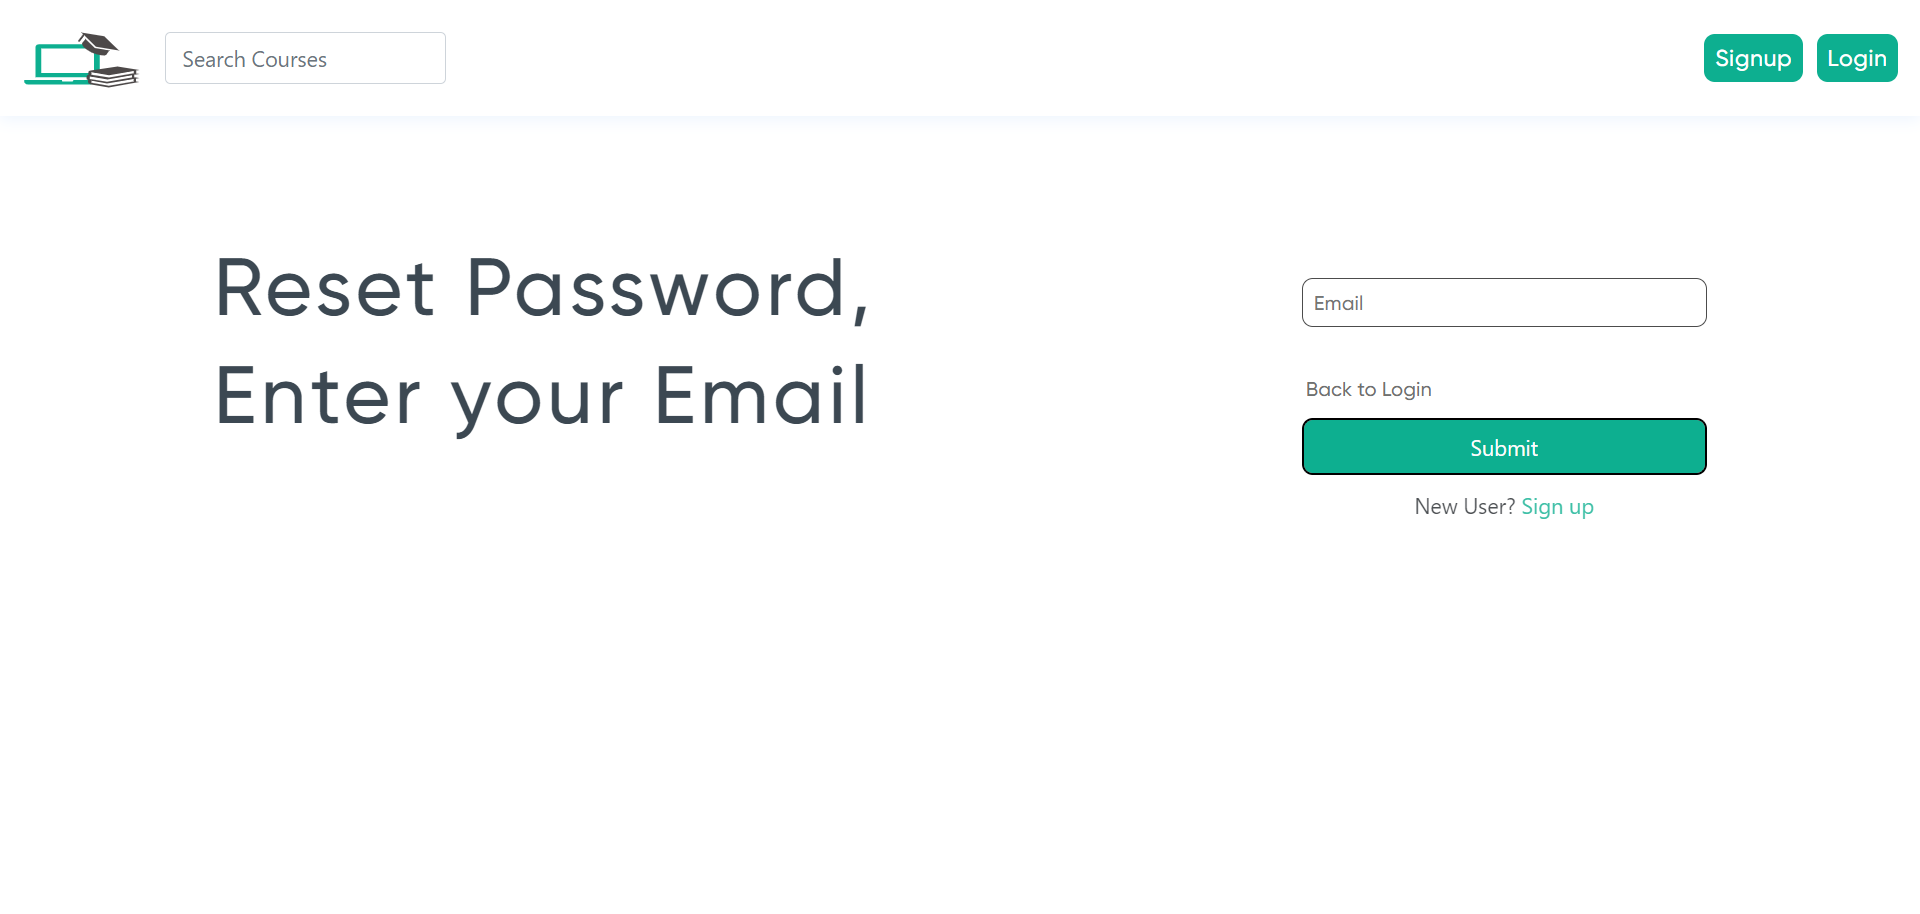 Search Courses
Signup
Login
Reset Password,
Enter your Email
Email
Back to Login
Submit
New User? Sign up